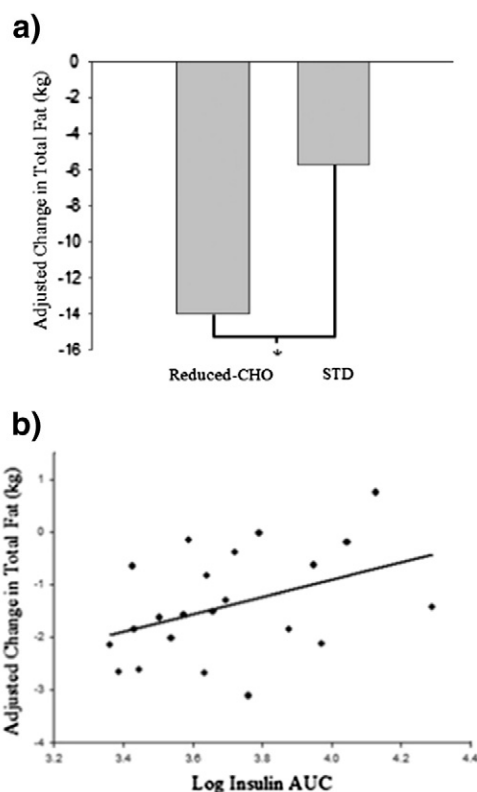 a)
Adjusted Change in Total Fat (kg)
0
-2
-4
-6
-8
-10
-12
-14
-16
*
Reduced-CHO STD
b)
Adjusted Change in Total Fat (kg)
1
0
-1
-2
-3
-4
3.2 3.4 3.6 3.8 4.0 4.2 4.4
Log Insulin AUC